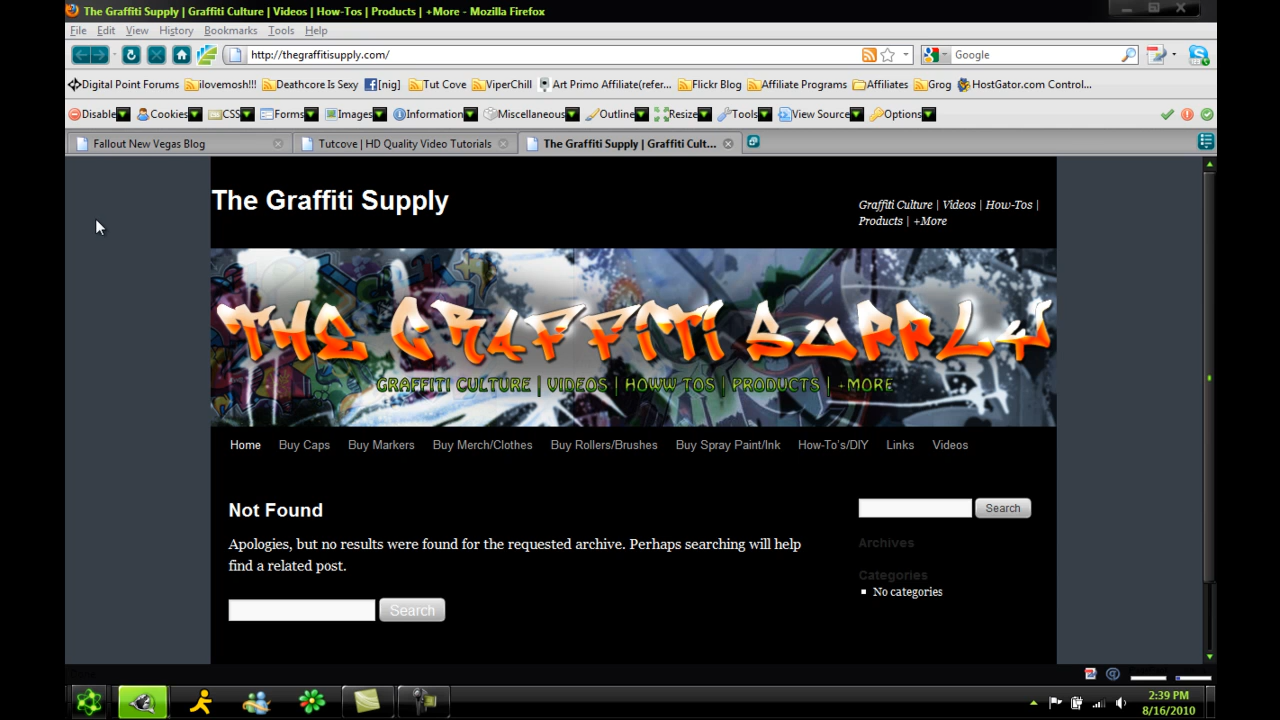 The Graffiti Supply | Graffiti Culture | Videos | How-Tos | Products | +More - Mozilla Firefox
File Edit View History Bookmarks Tools Help
http://thegraffitisupply.com/ Google
Digital Point Forums ilovemosh!!! Deathcore Is Sexy [nig] Tut Cove ViperChill Art Primo Affiliate(refer... Flickr Blog Affiliate Programs Affiliates Grog HostGator.com Control...
Disable Cookies CSS Forms Images Information Miscellaneous Outline Resize Tools View Source Options
Fallout New Vegas Blog Tutcove | HD Quality Video Tutorials The Graffiti Supply | Graffiti Cult...
The Graffiti Supply
Graffiti Culture | Videos | How-Tos |
Products | +More
THE GRAFFITI SUPPLY
GRAFFITI CULTURE | VIDEOS | HOWW TOS | PRODUCTS | +MORE
Home Buy Caps Buy Markers Buy Merch/Clothes Buy Rollers/Brushes Buy Spray Paint/Ink How-To's/DIY Links Videos
Not Found
Search
Apologies, but no results were found for the requested archive. Perhaps searching will help
find a related post.
Archives
Categories
No categories
Search
2:39 PM
8/16/2010